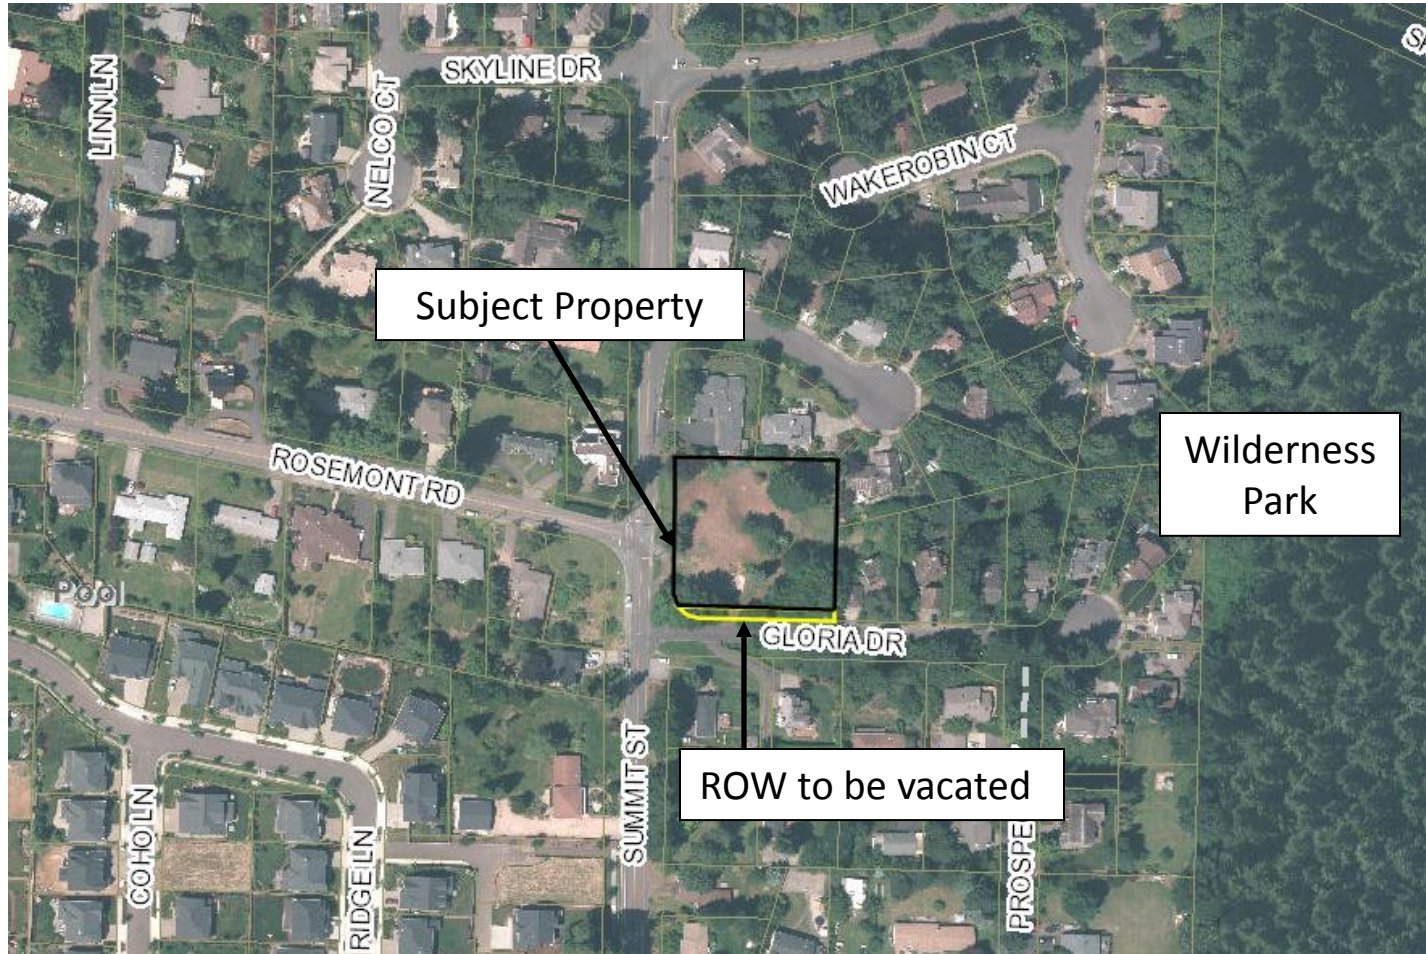 SKYLINE DR
LINN LN
NELCO CT
WAKEROBIN CT
Subject Property
Wilderness
Park
ROSEMONT RD
Pool
GLORIA DR
ROW to be vacated
SUMMIT ST
COHO LN
RIDGE LN